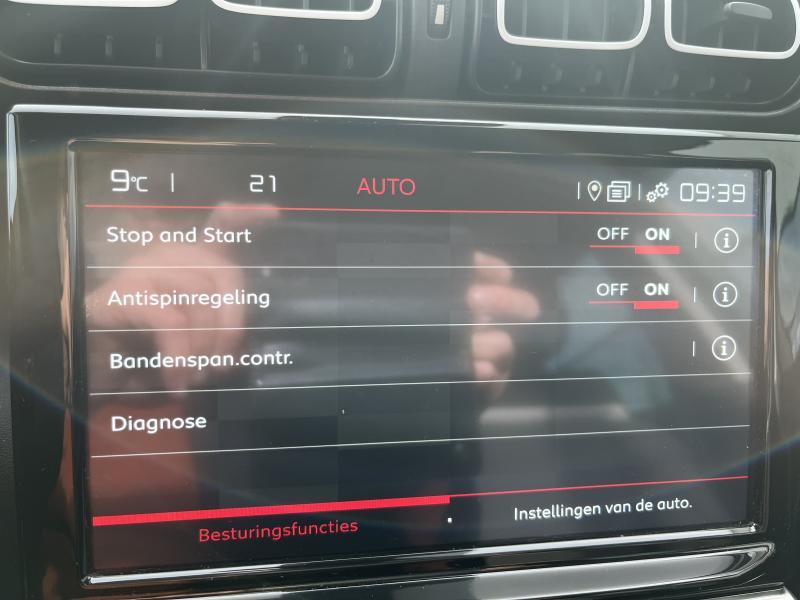 9°C | 21 AUTO 09:39
Stop and Start OFF ON
Antispinregeling OFF ON
Bandenspan.contr.
Diagnose
Besturingsfuncties Instellingen van de auto.